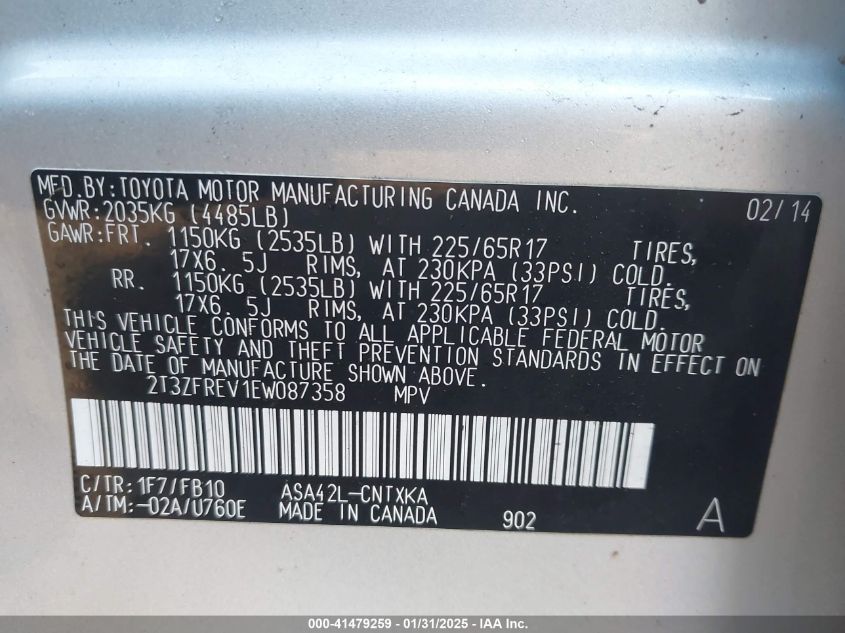 MFD.BY:TOYOTA MOTOR MANUFACTURING CANADA INC. 02/14
GVWR:2035KG (4485LB)
GAWR:FRT. 1150KG (2535LB) WITH 225/65R17 TIRES,
17X6.5J RIMS, AT 230KPA (33PSI) COLD.
RR. 1150KG (2535LB) WITH 225/65R17 TIRES,
17X6.5J RIMS, AT 230KPA (33PSI) COLD.
THIS VEHICLE CONFORMS TO ALL APPLICABLE FEDERAL MOTOR
VEHICLE SAFETY AND THEFT PREVENTION STANDARDS IN EFFECT ON
THE DATE OF MANUFACTURE SHOWN ABOVE.
2T3ZFREV1EW087358 MPV
C/TR:1F7/FB10 ASA42L-CNTXKA
A/TM:-02A/U760E MADE IN CANADA 902 A
000-41479259 - 01/31/2025 - IAA Inc.